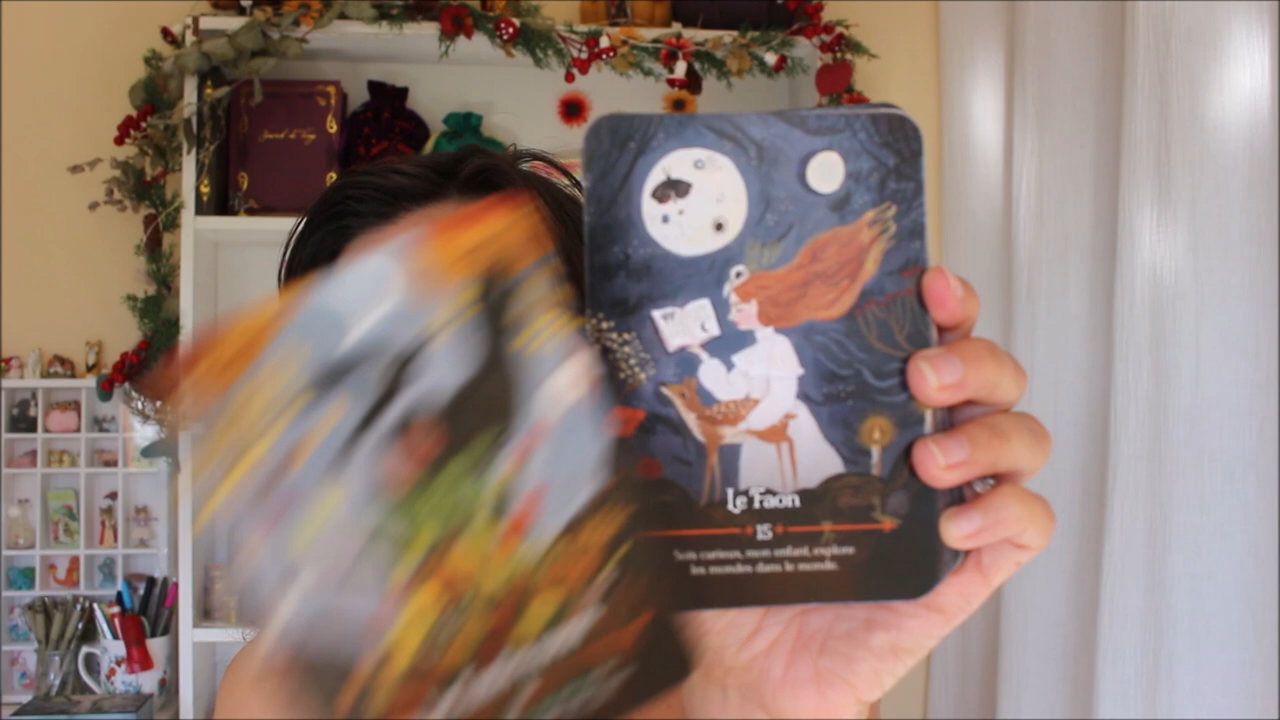 Le Faon
15
Sois curieux, mon enfant, explore
les mondes dans le monde.